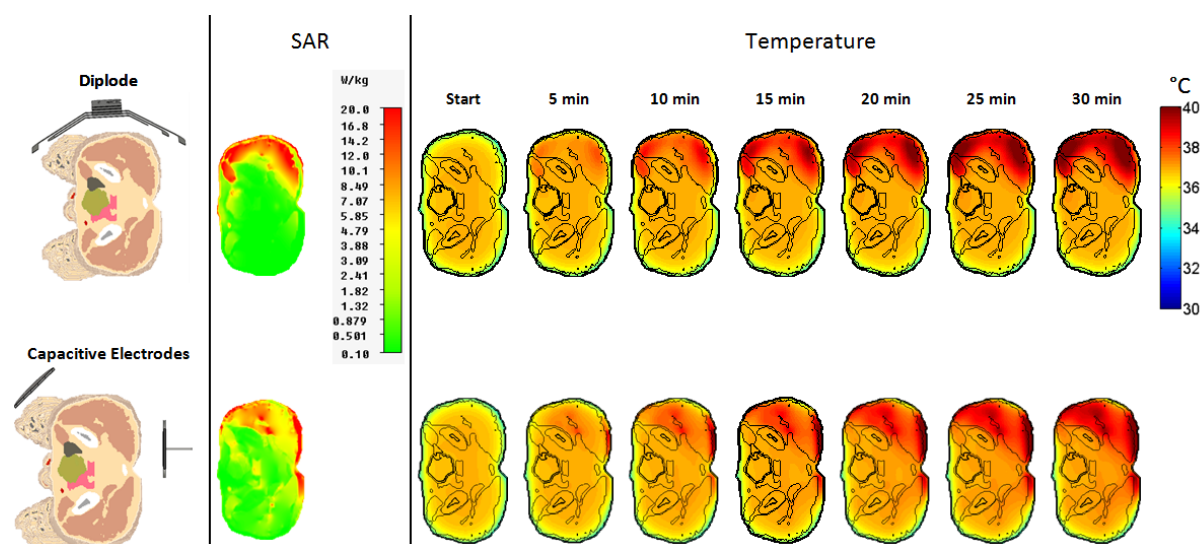 SAR
Temperature
Diplode
W/kg
Start
5 min
10 min
15 min
20 min
25 min
30 min
°C
20.0
16.8
14.2
12.0
10.1
8.49
7.07
5.85
4.79
3.88
3.09
2.41
1.82
1.32
0.879
0.501
0.10
40
38
36
34
32
30
Capacitive Electrodes